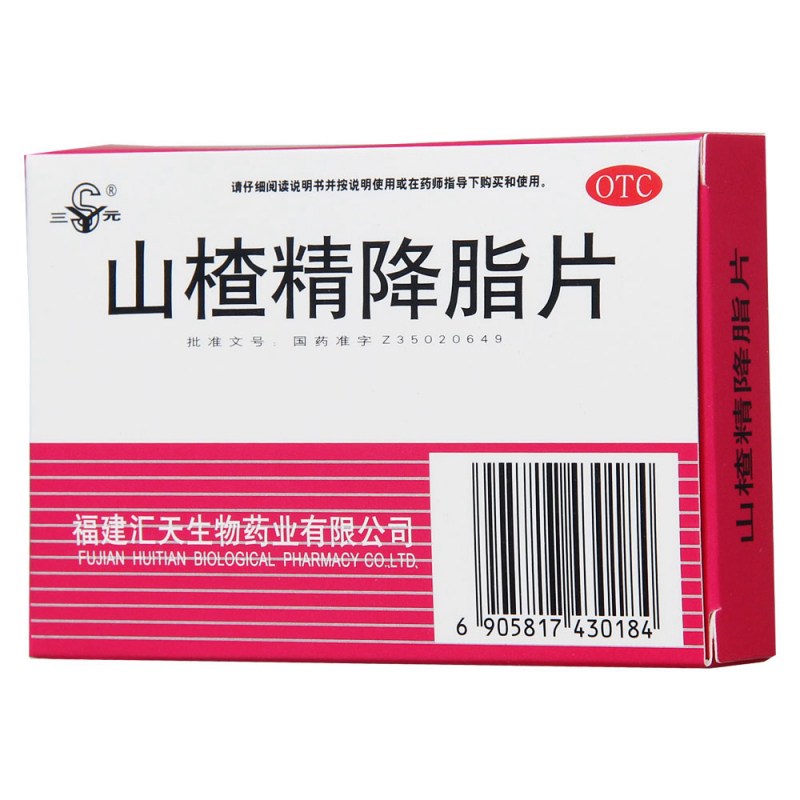 请仔细阅读说明书并按说明使用或在药师指导下购买和使用。
OTC
三 S ®
元
山楂精降脂片
批准文号：国药准字Z35020649
福建汇天生物药业有限公司
FUJIAN HUITIAN BIOLOGICAL PHARMACY CO.LTD.
6 905817 430184
山楂精降脂片